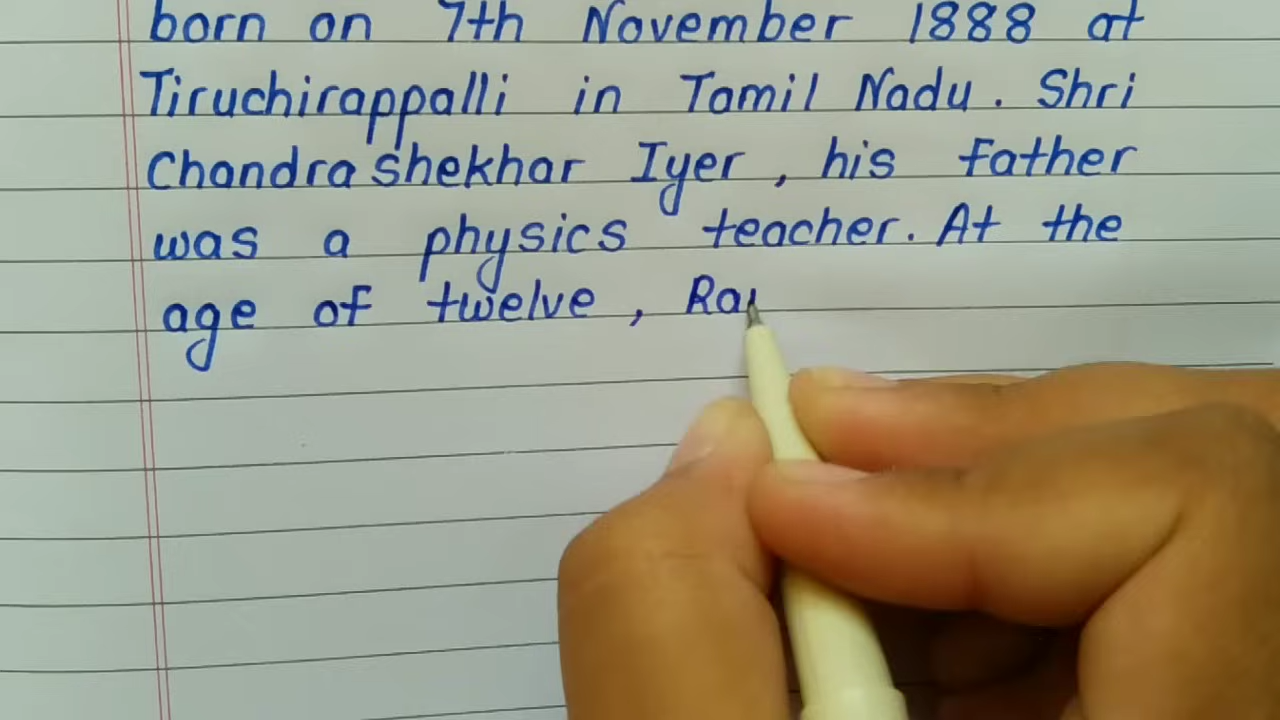 born on 7th November 1888 at
Tiruchirappalli in Tamil Nadu. Shri
Chandrashekhar Iyer, his father
was a physics teacher. At the
age of twelve, Ra